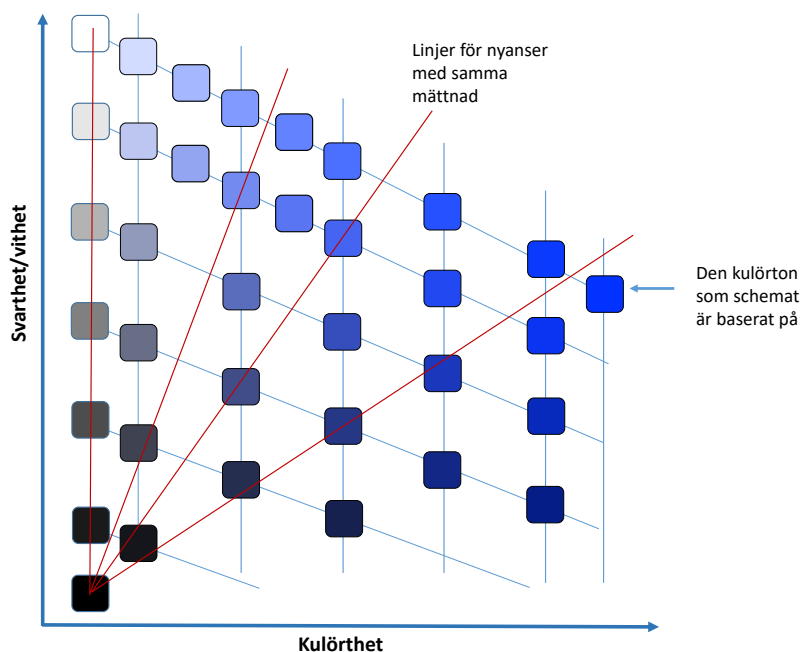 Linjer för nyanser
med samma
mättnad
Svarthet/vithet
Den kulörton
som schemat
är baserat på
Kulörthet